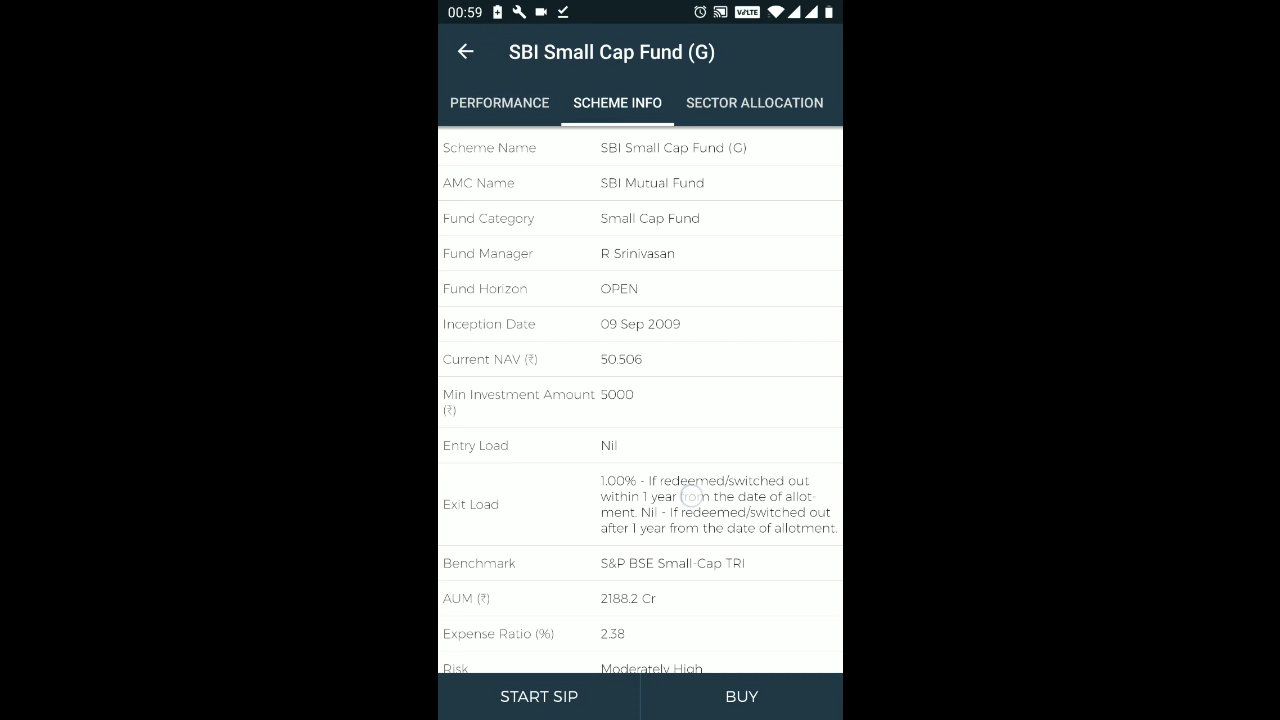 00:59
VoLTE
SBI Small Cap Fund (G)
PERFORMANCE SCHEME INFO SECTOR ALLOCATION
Scheme Name SBI Small Cap Fund (G)
AMC Name SBI Mutual Fund
Fund Category Small Cap Fund
Fund Manager R Srinivasan
Fund Horizon OPEN
Inception Date 09 Sep 2009
Current NAV (₹) 50.506
Min Investment Amount 5000
(₹)
Entry Load Nil
Exit Load
1.00% - If redeemed/switched out
within 1 year from the date of allot-
ment. Nil - If redeemed/switched out
after 1 year from the date of allotment.
Benchmark S&P BSE Small-Cap TRI
AUM (₹) 2188.2 Cr
Expense Ratio (%) 2.38
Risk Moderately High
START SIP BUY